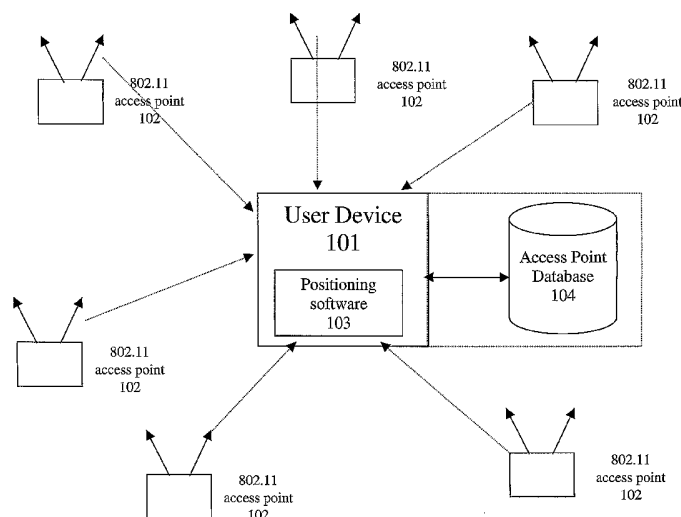 802.11
access point
102
802.11
access point
102
802.11
access point
102
User Device
101
Positioning
software
103
Access Point
Database
104
802.11
access point
102
802.11
access point
102
802.11
access point
102